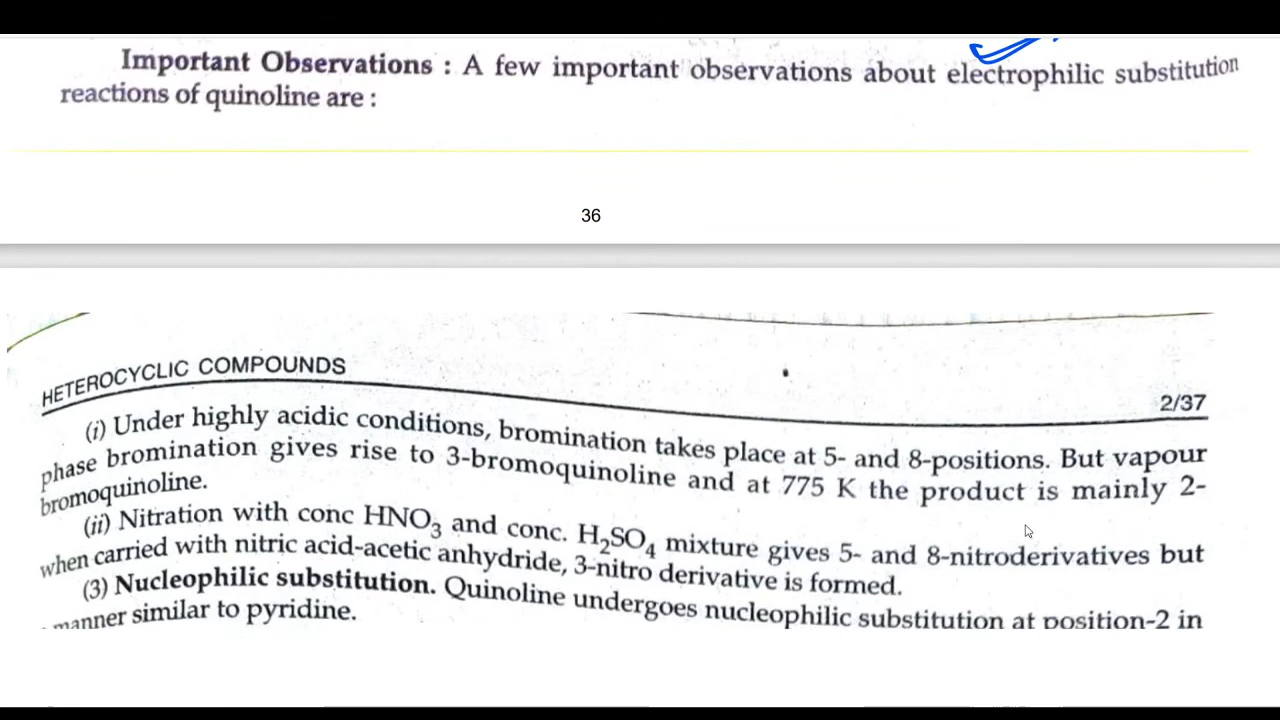 Important Observations : A few important observations about electrophilic substitution
reactions of quinoline are :
36
HETEROCYCLIC COMPOUNDS
2/37
(i) Under highly acidic conditions, bromination takes place at 5- and 8-positions. But vapour
phase bromination gives rise to 3-bromoquinoline and at 775 K the product is mainly 2-
bromoquinoline.
(ii) Nitration with conc HNO₃ and conc. H₂SO₄ mixture gives 5- and 8-nitroderivatives but
when carried with nitric acid-acetic anhydride, 3-nitro derivative is formed.
(3) Nucleophilic substitution. Quinoline undergoes nucleophilic substitution at position-2 in
manner similar to pyridine.